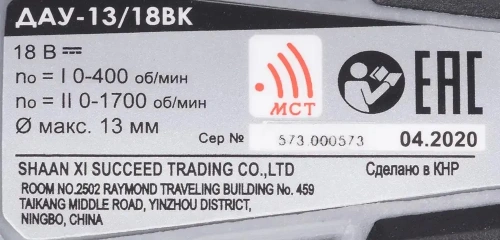 ДАУ-13/18ВК
18 В
no = I 0-400 об/мин
no = II 0-1700 об/мин
Ø макс. 13 мм
МСТ
EAC
Сер № 573 000573 04.2020
SHAAN XI SUCCEED TRADING CO.,LTD Сделано в КНР
ROOM NO.2502 RAYMOND TRAVELING BUILDING No. 459
TAIKANG MIDDLE ROAD, YINZHOU DISTRICT,
NINGBO, CHINA